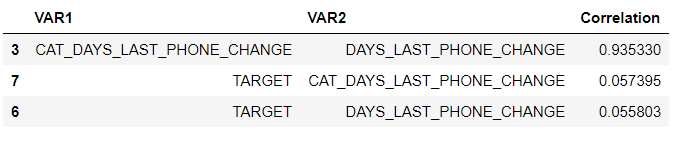 VAR1 VAR2 Correlation
3 CAT_DAYS_LAST_PHONE_CHANGE DAYS_LAST_PHONE_CHANGE 0.935330
7 TARGET CAT_DAYS_LAST_PHONE_CHANGE 0.057395
6 TARGET DAYS_LAST_PHONE_CHANGE 0.055803